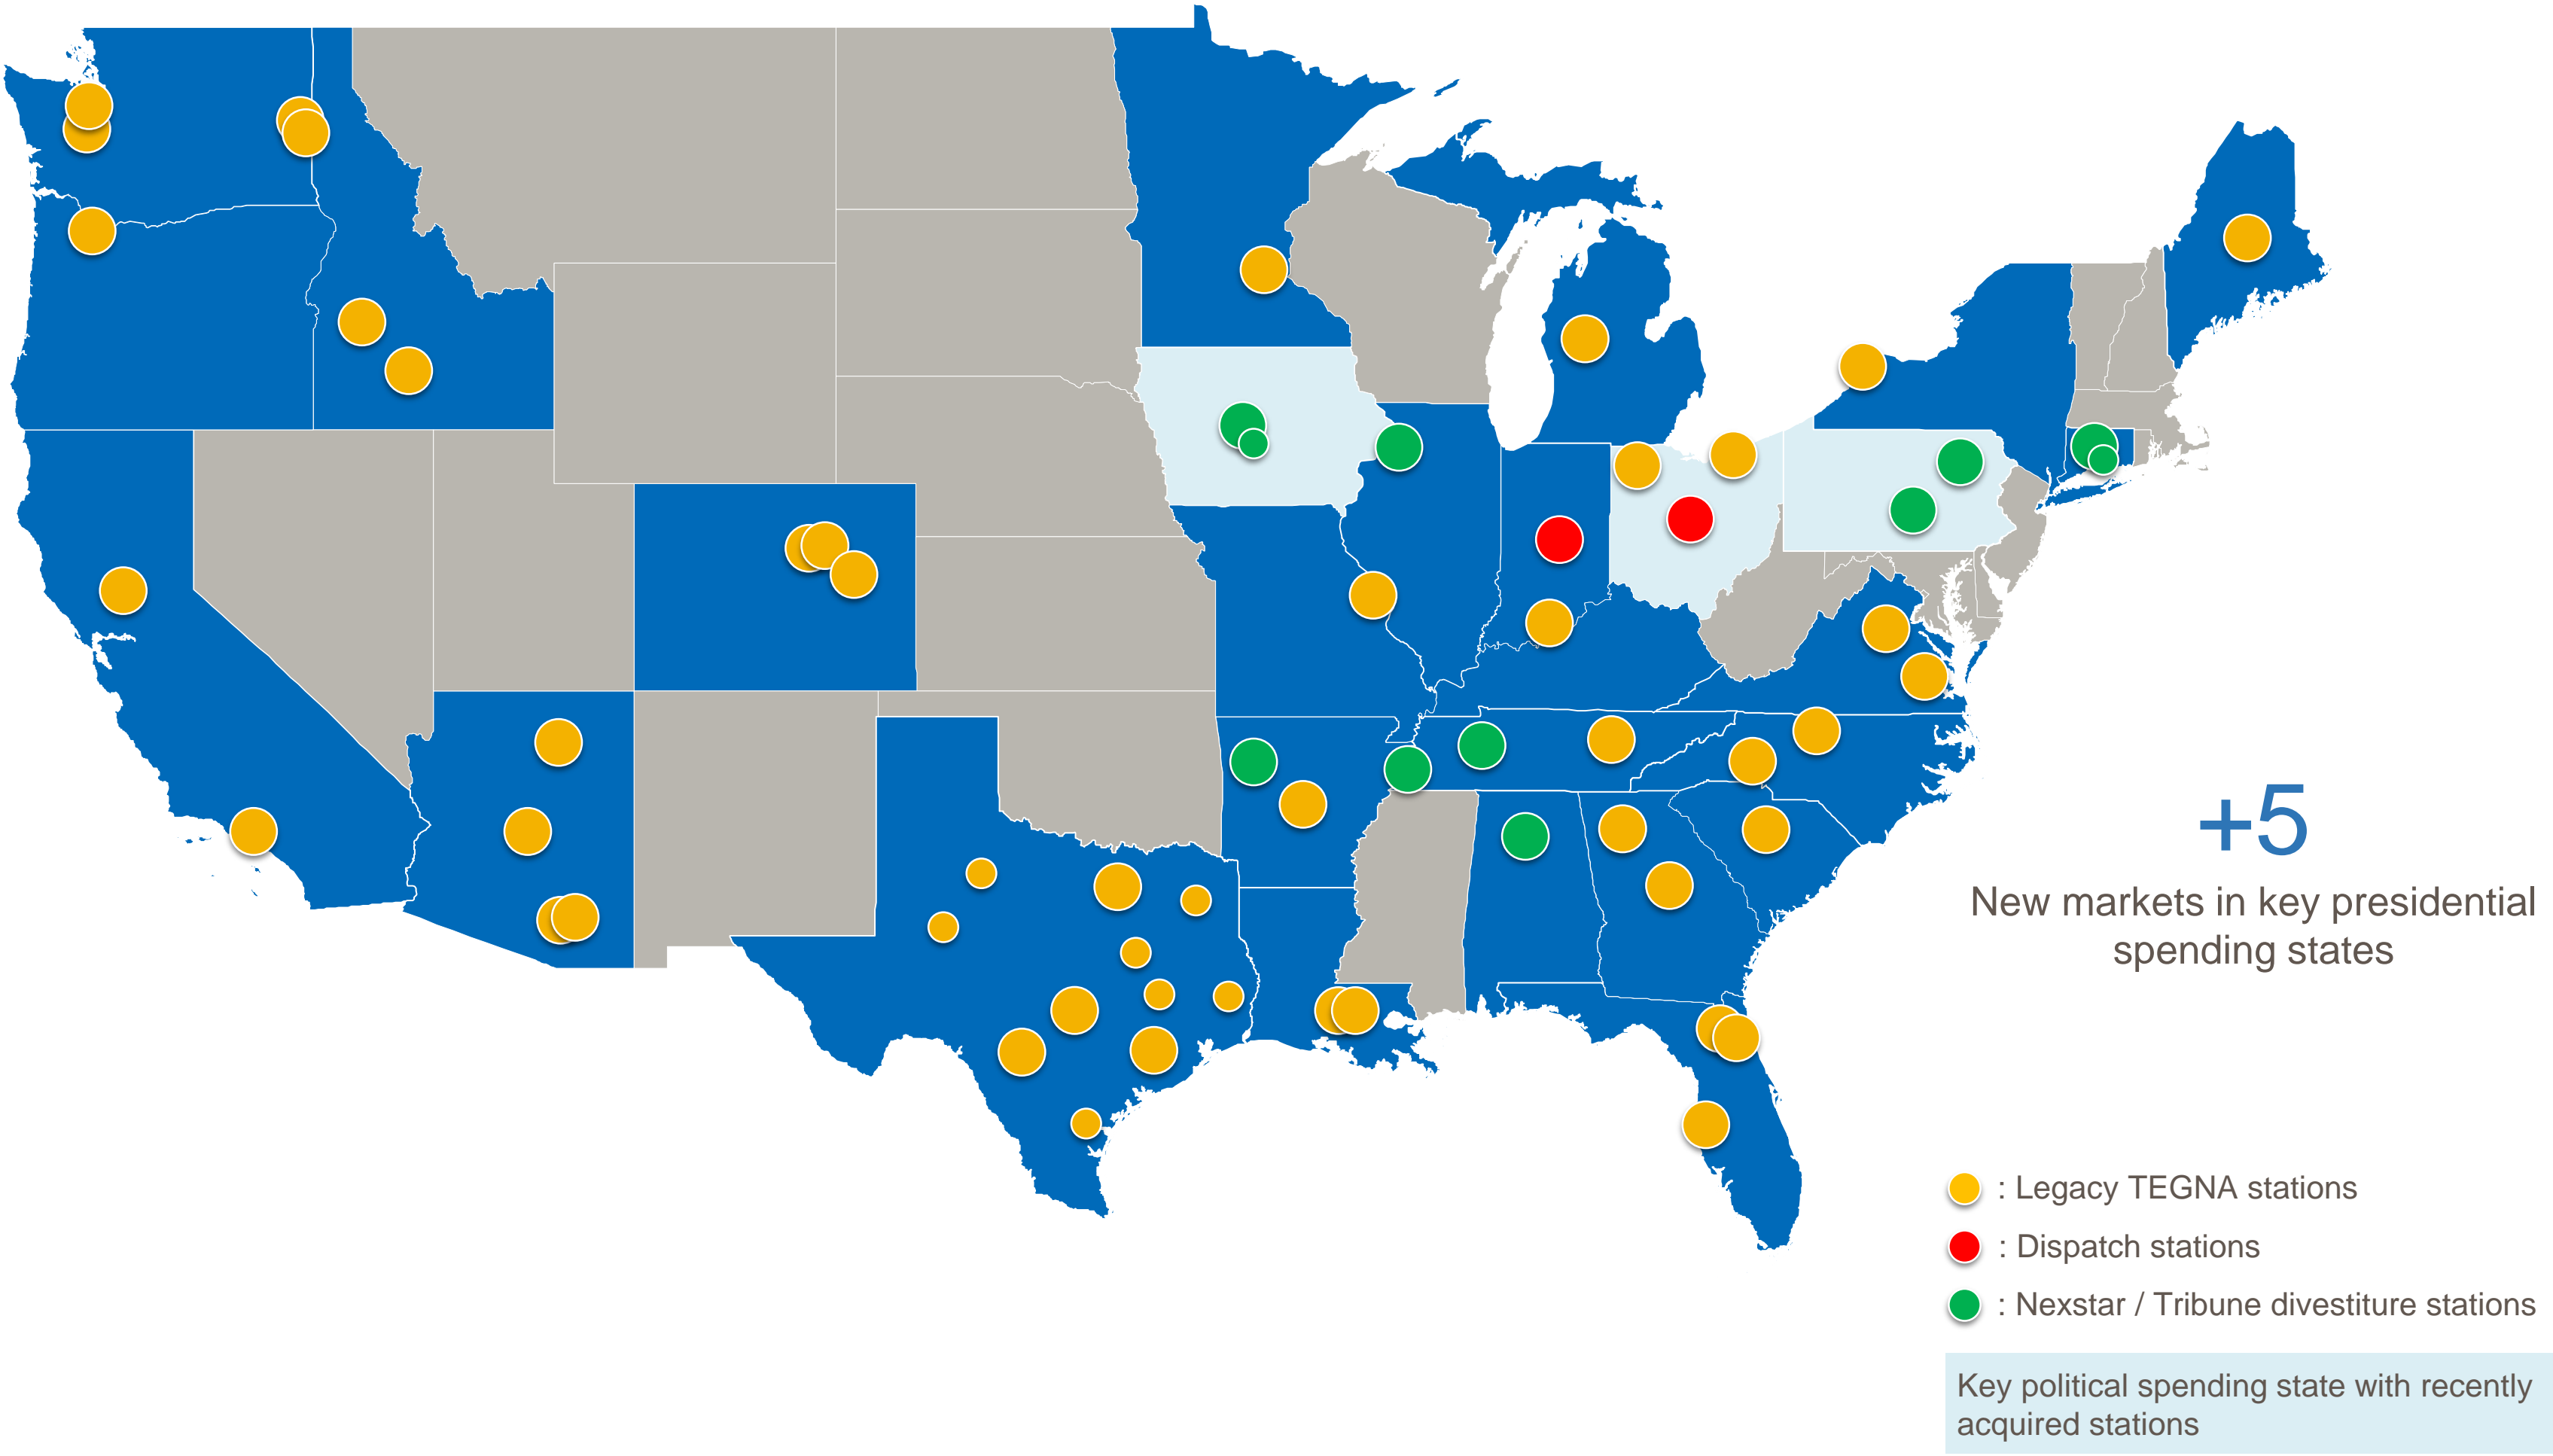 +5
New markets in key presidential
spending states
: Legacy TEGNA stations
: Dispatch stations
: Nexstar / Tribune divestiture stations
Key political spending state with recently
acquired stations